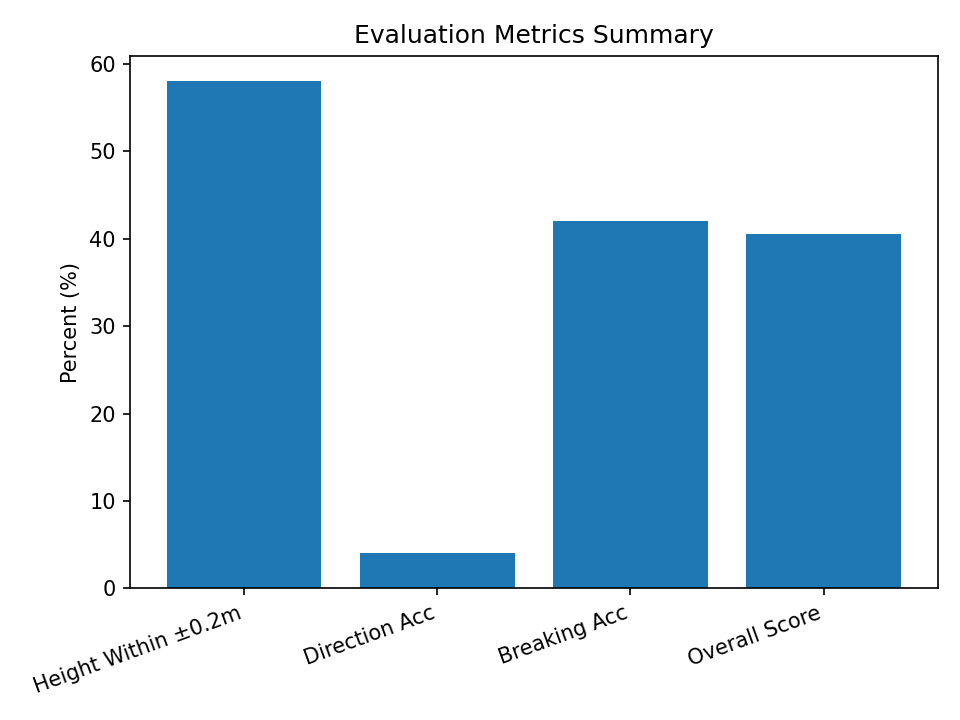 Evaluation Metrics Summary
Percent (%)
60
50
40
30
20
10
0
Height Within ±0.2m
Direction Acc
Breaking Acc
Overall Score